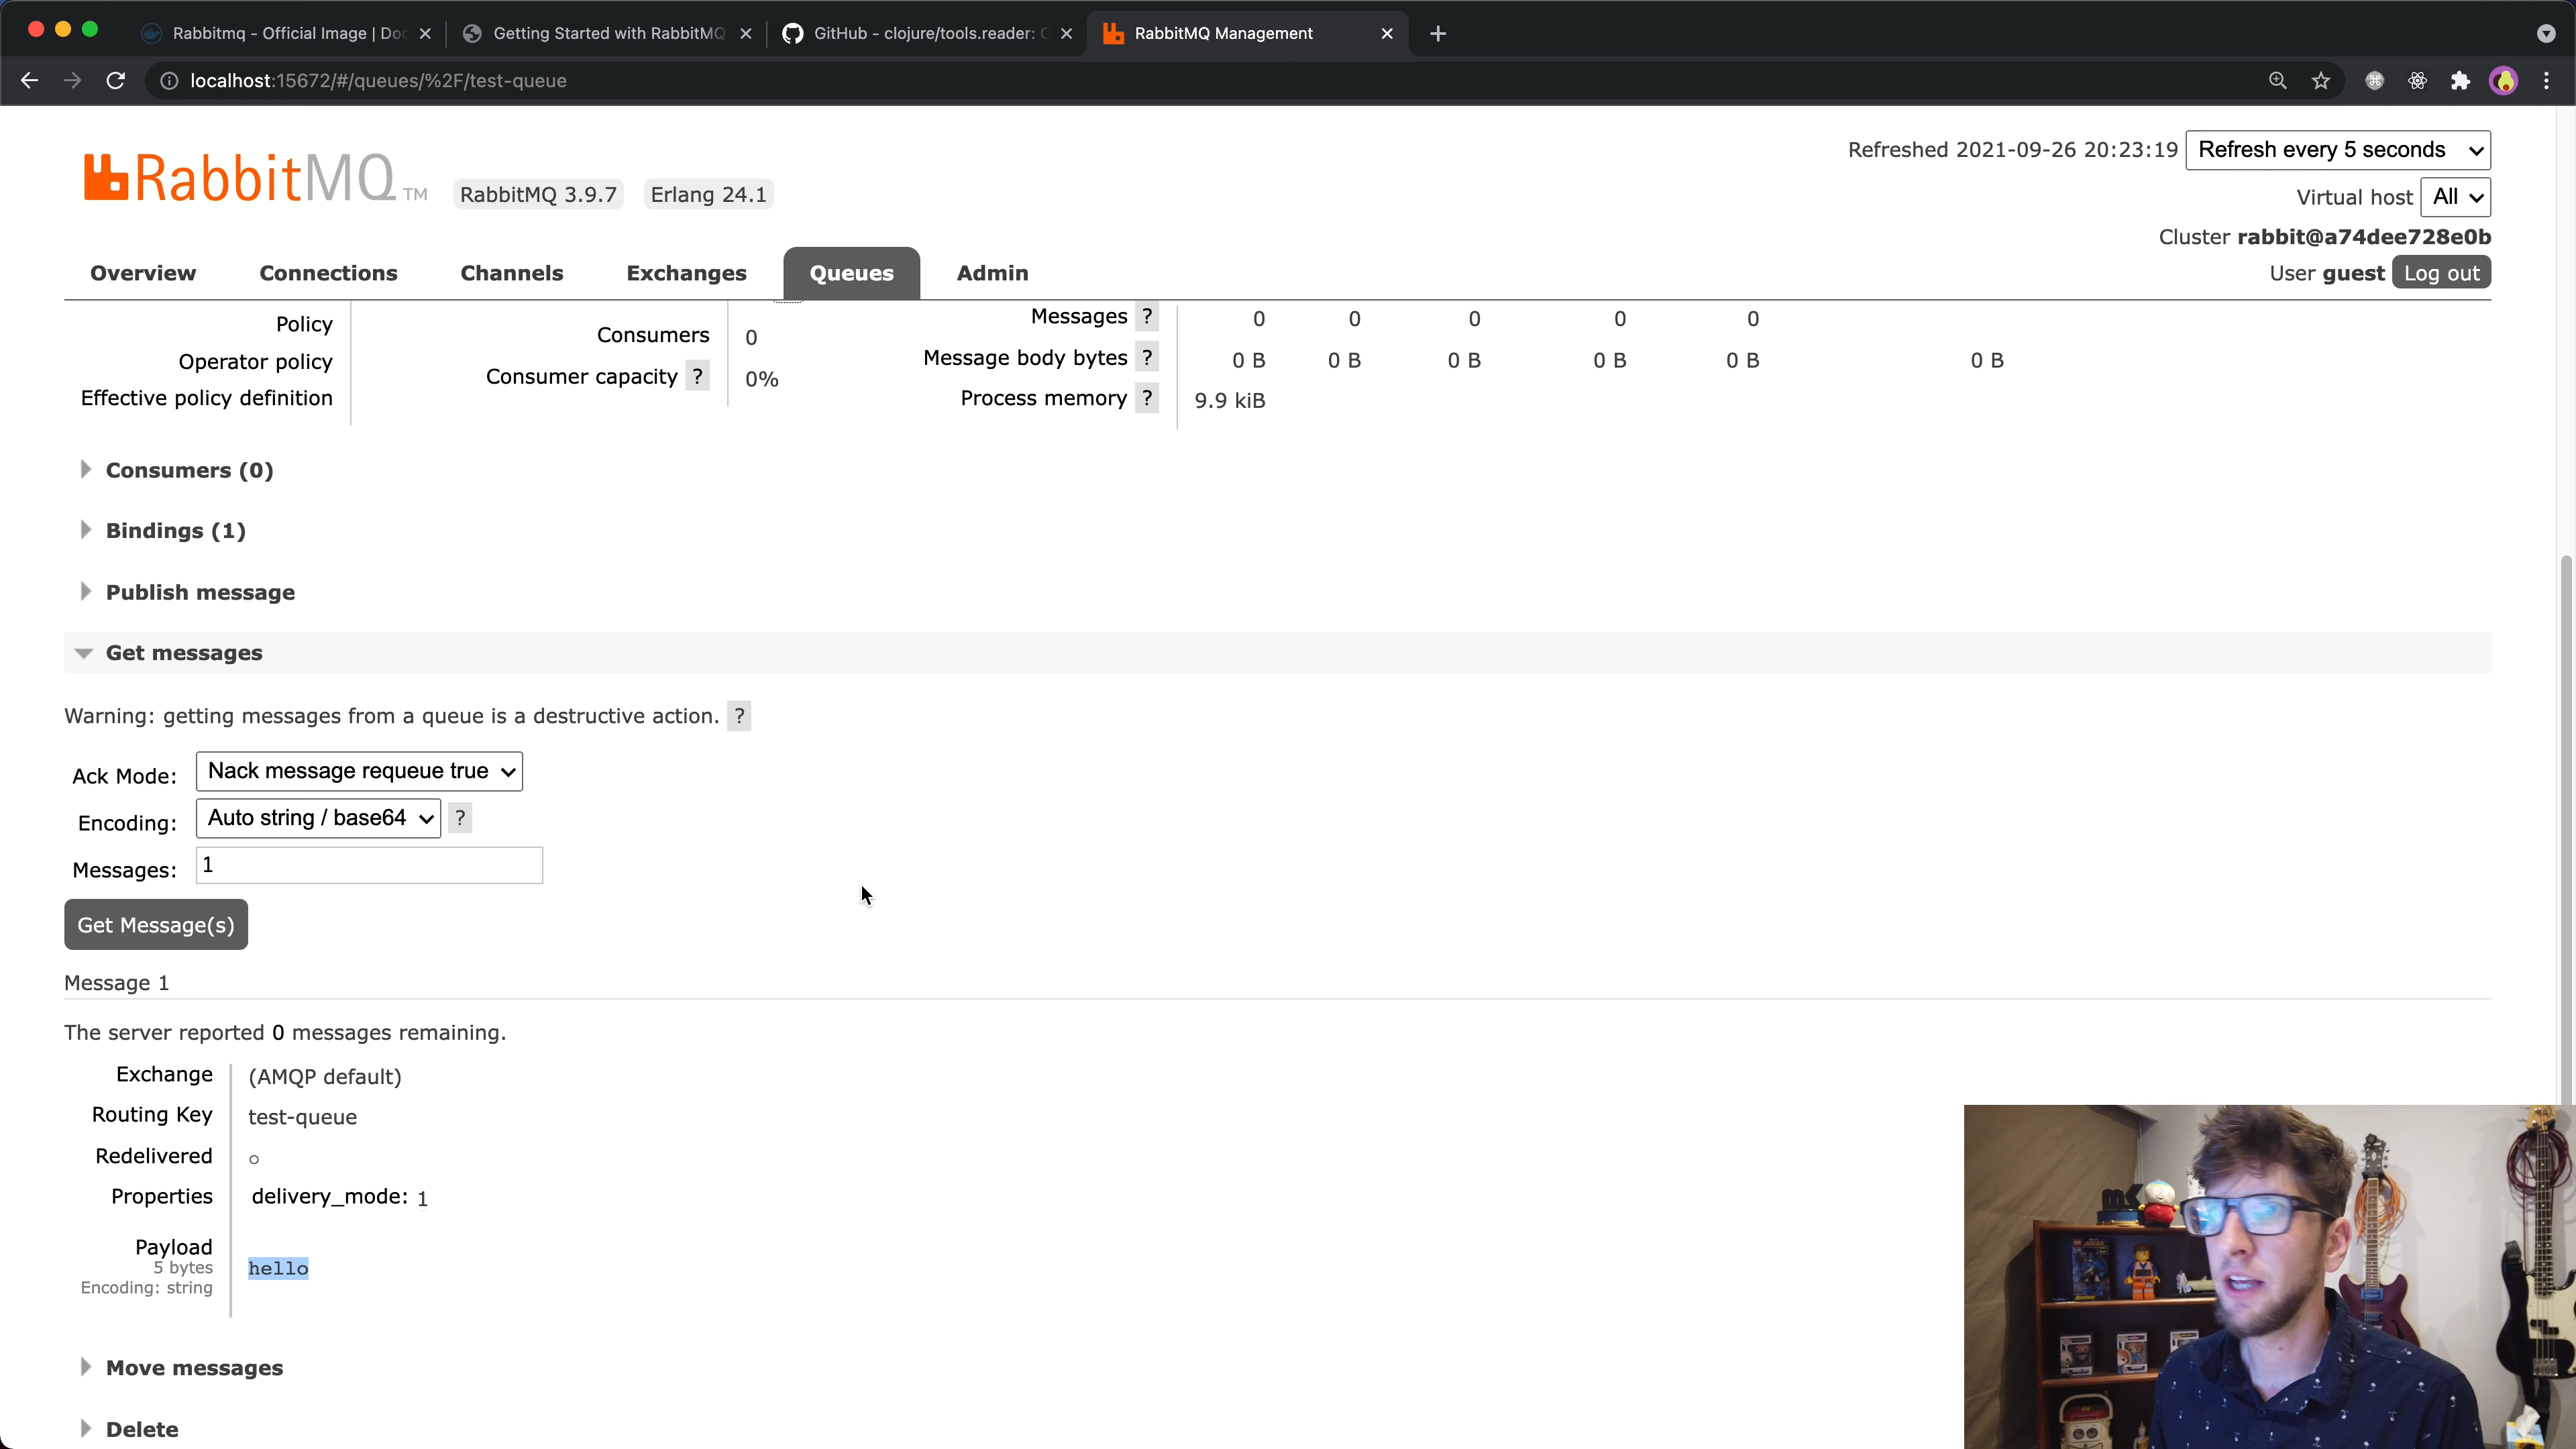 Rabbitmq - Official Image | Doc
Getting Started with RabbitMQ
GitHub - clojure/tools.reader: C
RabbitMQ Management
localhost:15672/#/queues/%2F/test-queue
RabbitMQ TM
RabbitMQ 3.9.7
Erlang 24.1
Refreshed 2021-09-26 20:23:19
Refresh every 5 seconds
Virtual host All
Cluster rabbit@a74dee728e0b
User guest Log out
Overview Connections Channels Exchanges Queues Admin
Policy
Operator policy
Effective policy definition
Consumers 0
Consumer capacity ? 0%
Messages ? 0 0 0 0 0
Message body bytes ? 0 B 0 B 0 B 0 B 0 B 0 B
Process memory ? 9.9 kiB
Consumers (0)
Bindings (1)
Publish message
Get messages
Warning: getting messages from a queue is a destructive action. ?
Ack Mode: Nack message requeue true
Encoding: Auto string / base64 ?
Messages: 1
Get Message(s)
Message 1
The server reported 0 messages remaining.
Exchange (AMQP default)
Routing Key test-queue
Redelivered ○
Properties delivery_mode: 1
Payload
5 bytes
Encoding: string
hello
Move messages
Delete